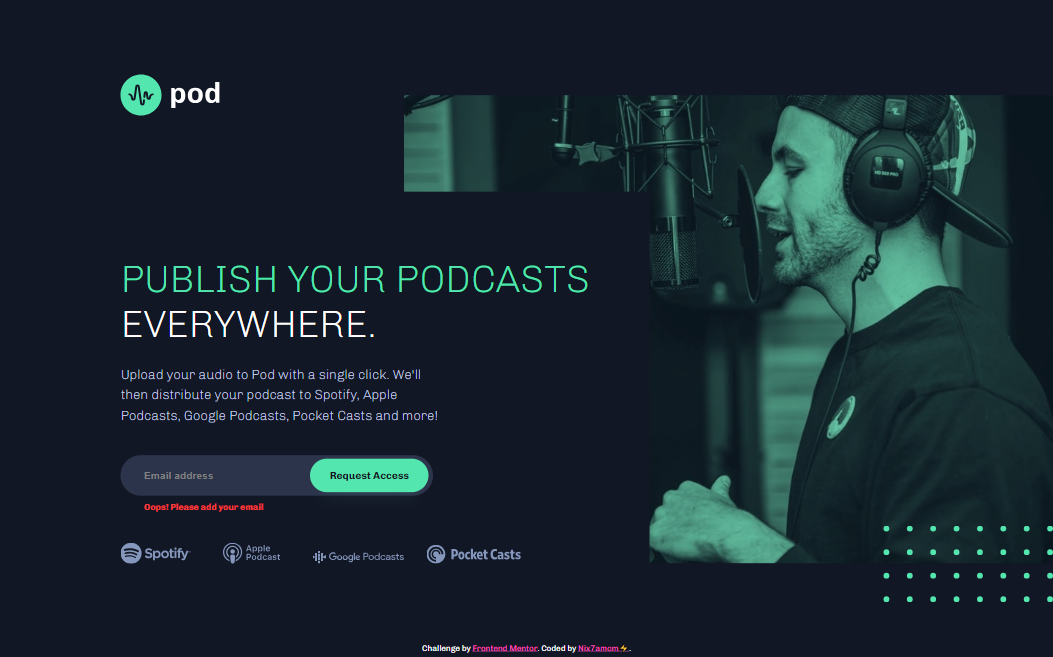 pod
PUBLISH YOUR PODCASTS
EVERYWHERE.
Upload your audio to Pod with a single click. We'll
then distribute your podcast to Spotify, Apple
Podcasts, Google Podcasts, Pocket Casts and more!
Email address
Request Access
Oops! Please add your email
Spotify
Apple
Podcast
Google Podcasts
Pocket Casts
Challenge by Frontend Mentor. Coded by Nix7amcm ⚡.